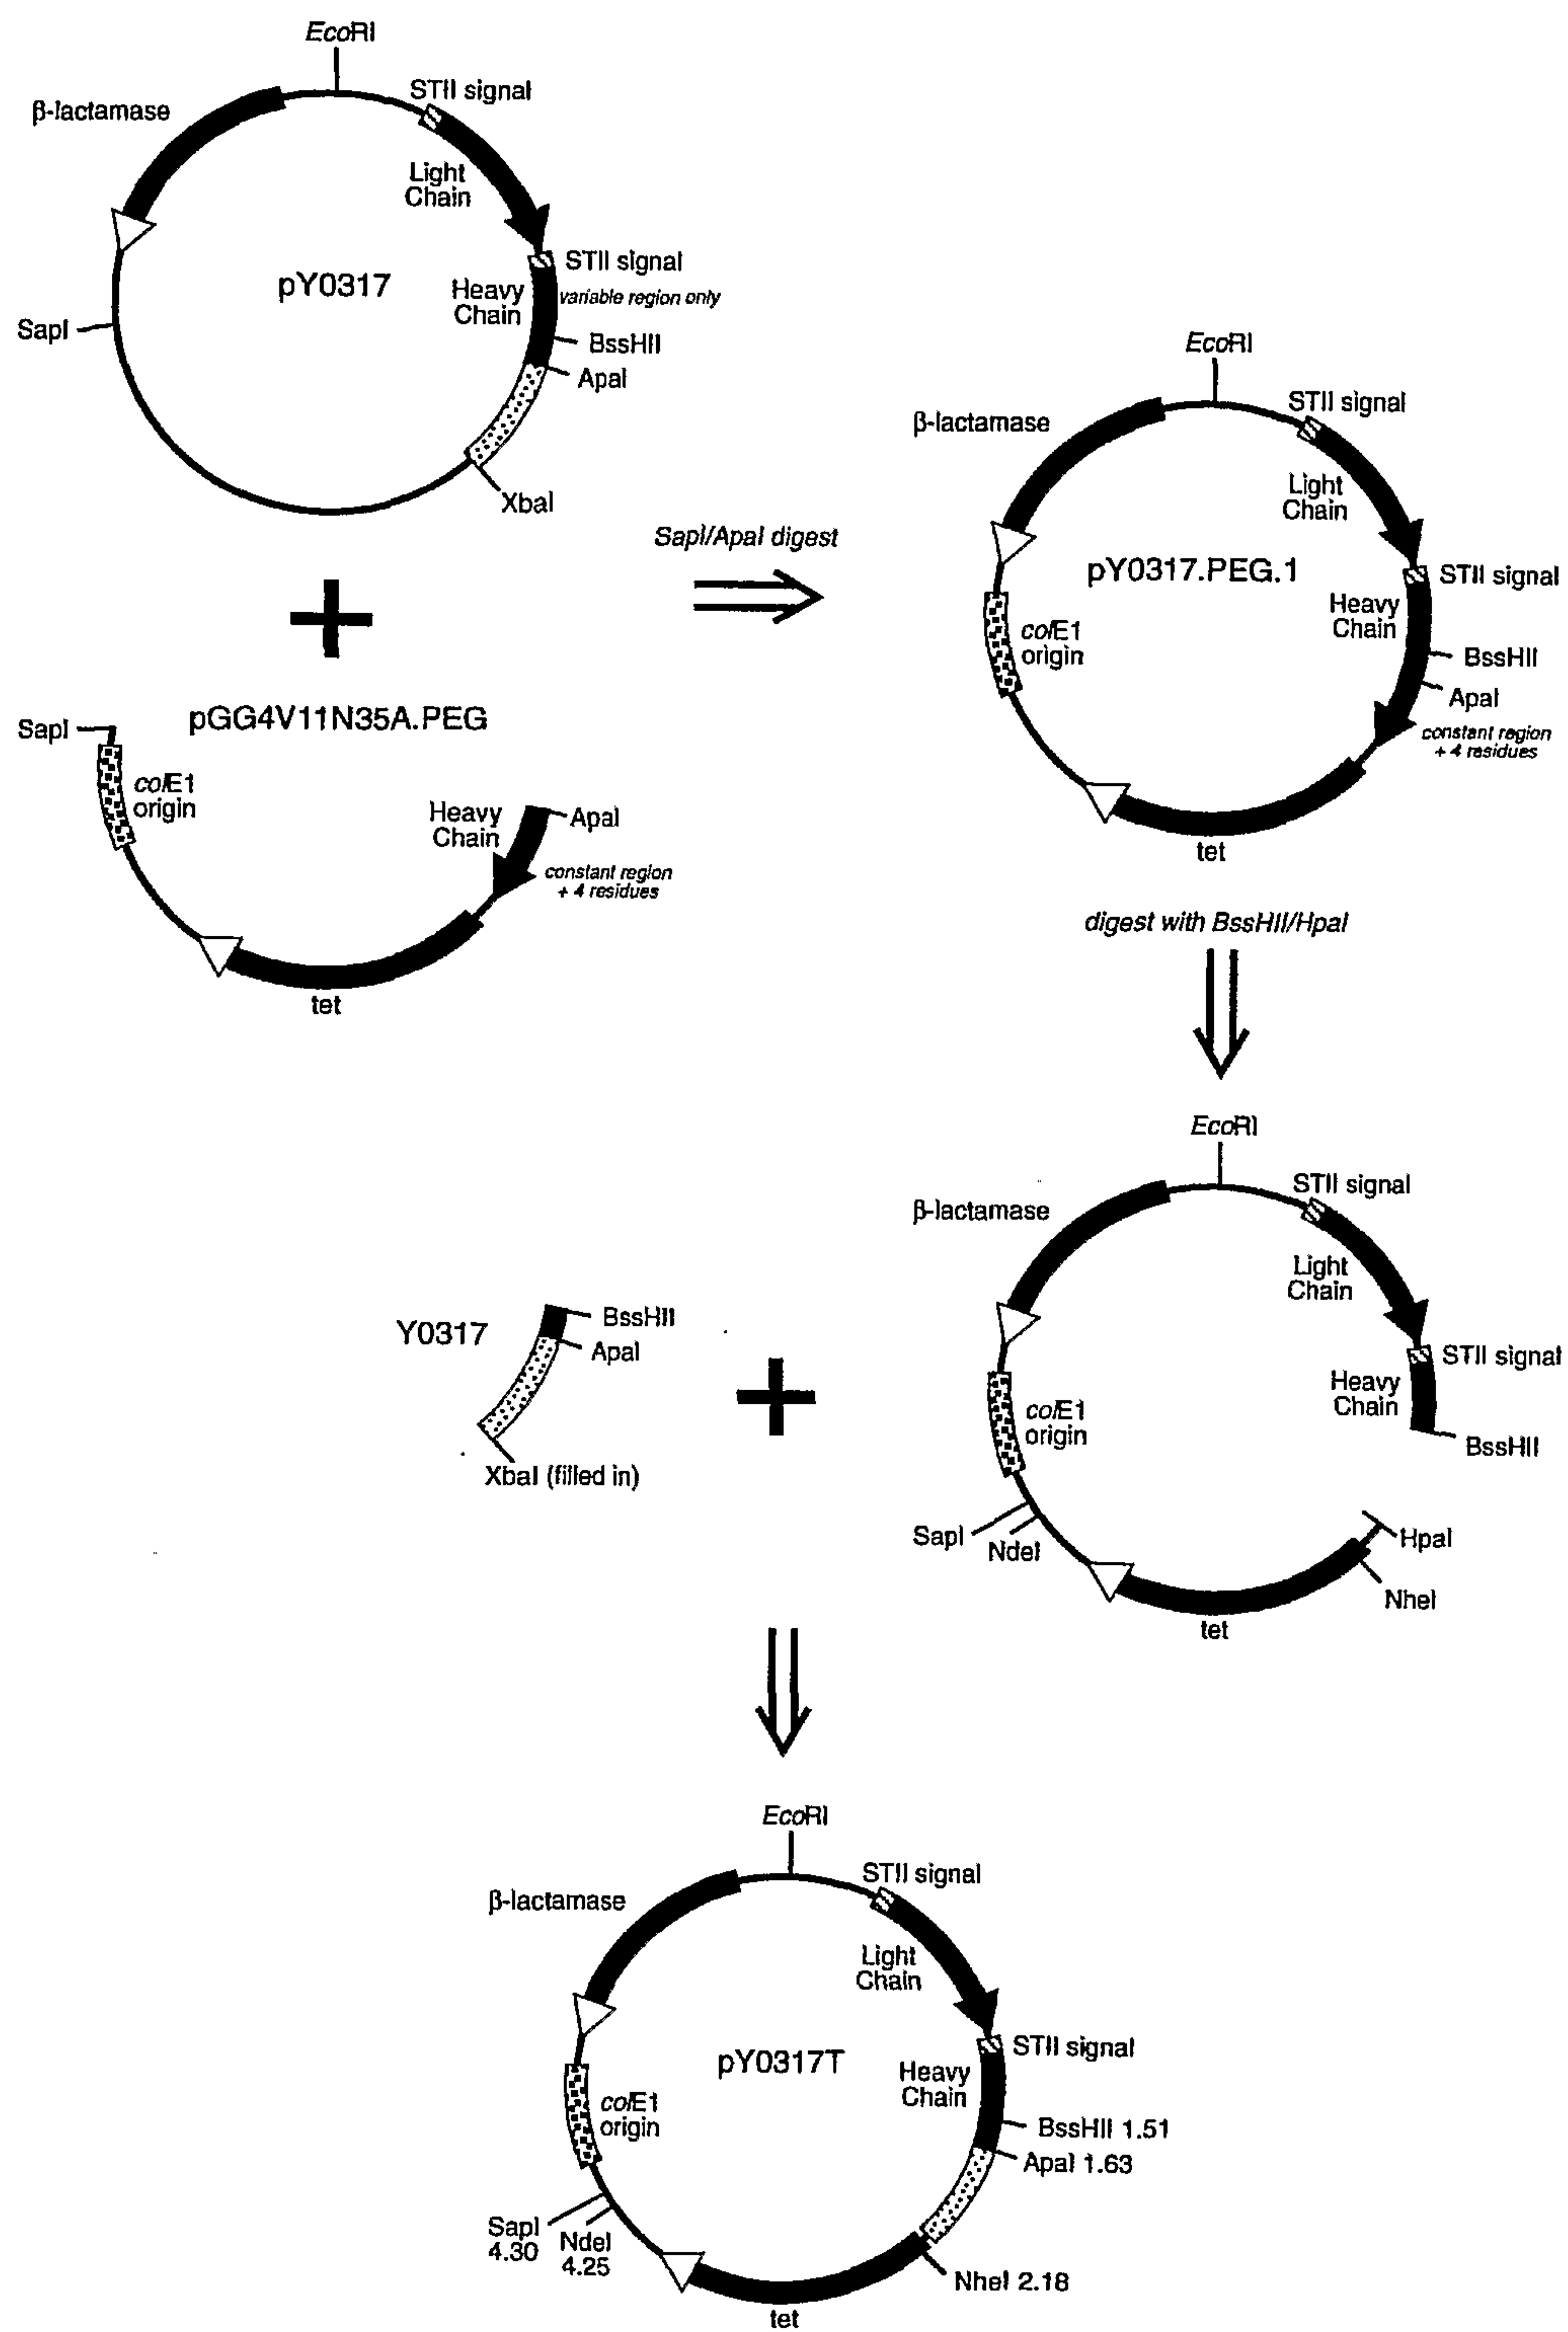 EcoRI
STII signal
β-lactamase
Light
Chain
pY0317
STII signal
Heavy
Chain
variable region only
SapI
BssHII
ApaI
XbaI
SapI/ApaI digest
EcoRI
STII signal
β-lactamase
Light
Chain
pY0317.PEG.1
STII signal
Heavy
Chain
colE1
origin
BssHII
ApaI
constant region
+ 4 residues
tet
pGG4V11N35A.PEG
SapI
colE1
origin
Heavy
Chain
ApaI
constant region
+ 4 residues
tet
digest with BssHII/HpaI
EcoRI
STII signal
β-lactamase
Light
Chain
STII signal
Heavy
Chain
colE1
origin
BssHII
SapI
NdeI
HpaI
NheI
tet
Y0317
BssHII
ApaI
XbaI (filled in)
EcoRI
STII signal
β-lactamase
Light
Chain
pY0317T
STII signal
Heavy
Chain
colE1
origin
BssHII 1.51
ApaI 1.63
SapI
4.30
NdeI
4.25
NheI 2.18
tet